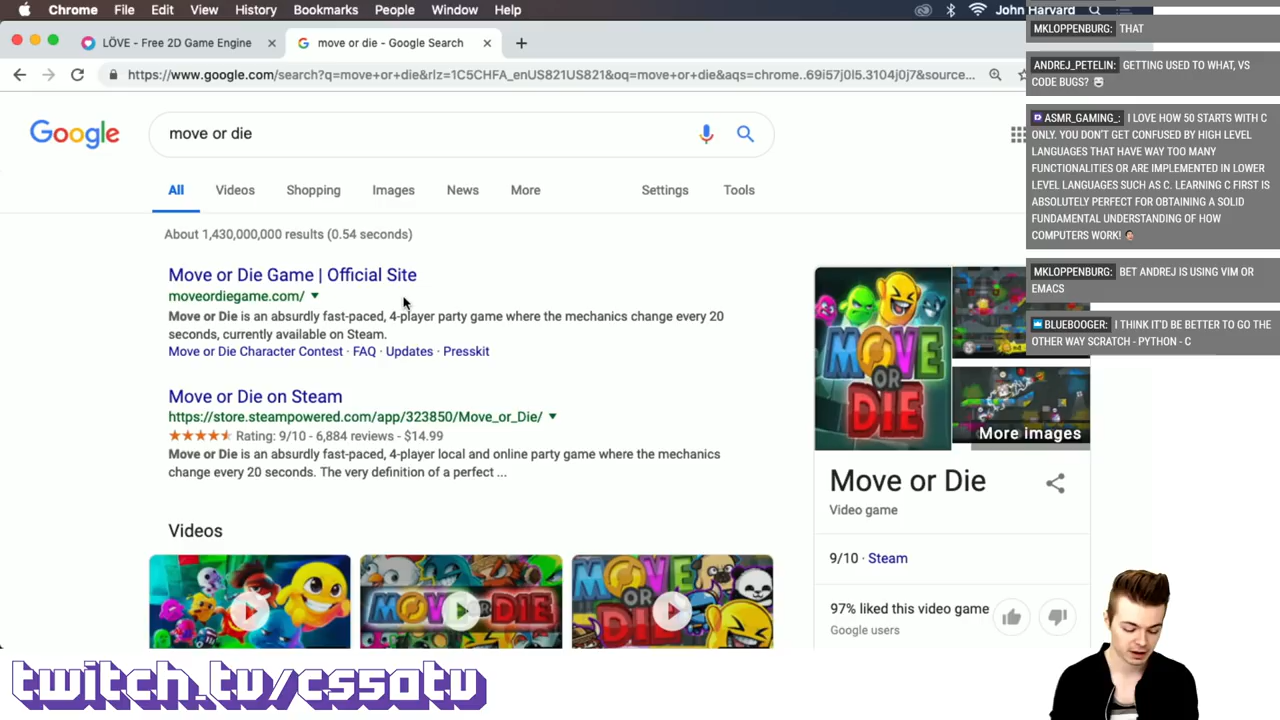 Chrome File Edit View History Bookmarks People Window Help John Harvard
LÖVE - Free 2D Game Engine
move or die - Google Search
https://www.google.com/search?q=move+or+die&rlz=1C5CHFA_enUS821US821&oq=move+or+die&aqs=chrome..69i57j0l5.3104j0j7&source...
Google
move or die
All Videos Shopping Images News More Settings Tools
About 1,430,000,000 results (0.54 seconds)
Move or Die Game | Official Site
moveordiegame.com/
Move or Die is an absurdly fast-paced, 4-player party game where the mechanics change every 20
seconds, currently available on Steam.
Move or Die Character Contest · FAQ · Updates · Presskit
Move or Die on Steam
https://store.steampowered.com/app/323850/Move_or_Die/
Rating: 9/10 - 6,884 reviews - $14.99
Move or Die is an absurdly fast-paced, 4-player local and online party game where the mechanics
change every 20 seconds. The very definition of a perfect ...
Videos
MOVE OR DIE
MOVE OR DIE
MOVE
OR
DIE
More images
Move or Die
Video game
9/10 · Steam
97% liked this video game
Google users
MKLOPPENBURG: THAT
ANDREJ_PETELIN: GETTING USED TO WHAT, VS
CODE BUGS?
ASMR_GAMING_: I LOVE HOW 50 STARTS WITH C
ONLY. YOU DON'T GET CONFUSED BY HIGH LEVEL
LANGUAGES THAT HAVE WAY TOO MANY
FUNCTIONALITIES OR ARE IMPLEMENTED IN LOWER
LEVEL LANGUAGES SUCH AS C. LEARNING C FIRST IS
ABSOLUTELY PERFECT FOR OBTAINING A SOLID
FUNDAMENTAL UNDERSTANDING OF HOW
COMPUTERS WORK!
MKLOPPENBURG: BET ANDREJ IS USING VIM OR
EMACS
BLUEBOOGER: I THINK IT'D BE BETTER TO GO THE
OTHER WAY SCRATCH - PYTHON - C
twitch.tv/cs50tv